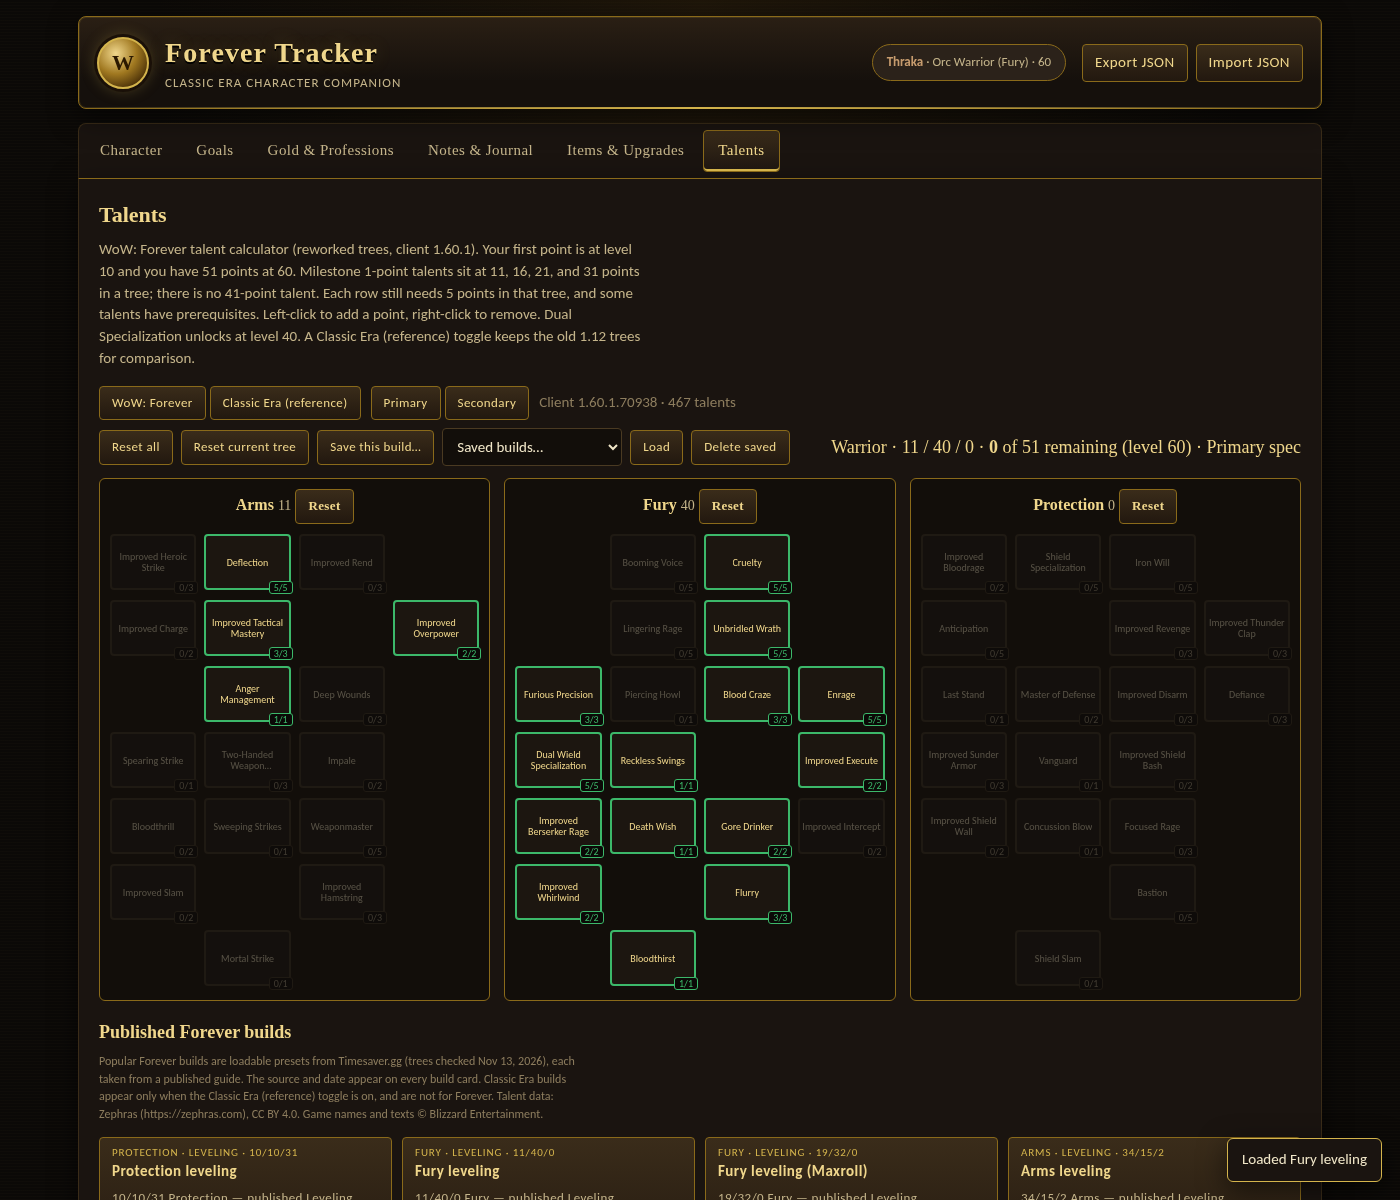 W
Forever Tracker
CLASSIC ERA CHARACTER COMPANION
Thraka · Orc Warrior (Fury) · 60
Export JSON
Import JSON
Character
Goals
Gold & Professions
Notes & Journal
Items & Upgrades
Talents
Talents
WoW: Forever talent calculator (reworked trees, client 1.60.1). Your first point is at level
10 and you have 51 points at 60. Milestone 1-point talents sit at 11, 16, 21, and 31 points
in a tree; there is no 41-point talent. Each row still needs 5 points in that tree, and some
talents have prerequisites. Left-click to add a point, right-click to remove. Dual
Specialization unlocks at level 40. A Classic Era (reference) toggle keeps the old 1.12 trees
for comparison.
WoW: Forever
Classic Era (reference)
Primary
Secondary
Client 1.60.1.70938 · 467 talents
Reset all
Reset current tree
Save this build...
Saved builds...
Load
Delete saved
Warrior · 11 / 40 / 0 · 0 of 51 remaining (level 60) · Primary spec
Arms 11
Reset
Improved Heroic
Strike
0/3
Deflection
5/5
Improved Rend
0/3
Improved Charge
0/2
Improved Tactical
Mastery
3/3
Improved
Overpower
2/2
Anger
Management
1/1
Deep Wounds
0/3
Spearing Strike
0/1
Two-Handed
Weapon...
0/3
Impale
0/2
Bloodthrill
0/2
Sweeping Strikes
0/1
Weaponmaster
0/5
Improved Slam
0/2
Improved
Hamstring
0/3
Mortal Strike
0/1
Fury 40
Reset
Booming Voice
0/5
Cruelty
5/5
Lingering Rage
0/5
Unbridled Wrath
5/5
Furious Precision
3/3
Piercing Howl
0/1
Blood Craze
3/3
Enrage
5/5
Dual Wield
Specialization
5/5
Reckless Swings
1/1
Improved Execute
2/2
Improved
Berserker Rage
2/2
Death Wish
1/1
Gore Drinker
2/2
Improved Intercept
0/2
Improved
Whirlwind
2/2
Flurry
3/3
Bloodthirst
1/1
Protection 0
Reset
Improved
Bloodrage
0/2
Shield
Specialization
0/5
Iron Will
0/5
Anticipation
0/5
Improved Revenge
0/3
Improved Thunder
Clap
0/3
Last Stand
0/1
Master of Defense
0/2
Improved Disarm
0/3
Defiance
0/3
Improved Sunder
Armor
0/3
Vanguard
0/1
Improved Shield
Bash
0/2
Improved Shield
Wall
0/2
Concussion Blow
0/1
Focused Rage
0/3
Bastion
0/5
Shield Slam
0/1
Published Forever builds
Popular Forever builds are loadable presets from Timesaver.gg (trees checked Nov 13, 2026), each
taken from a published guide. The source and date appear on every build card. Classic Era builds
appear only when the Classic Era (reference) toggle is on, and are not for Forever. Talent data:
Zephras (https://zephras.com), CC BY 4.0. Game names and texts © Blizzard Entertainment.
PROTECTION · LEVELING · 10/10/31
Protection leveling
10/10/31 Protection — published Leveling
FURY · LEVELING · 11/40/0
Fury leveling
11/40/0 Fury — published Leveling
FURY · LEVELING · 19/32/0
Fury leveling (Maxroll)
19/32/0 Fury — published Leveling
ARMS · LEVELING · 34/15/2
Arms leveling
34/15/2 Arms — published Leveling
Loaded Fury leveling